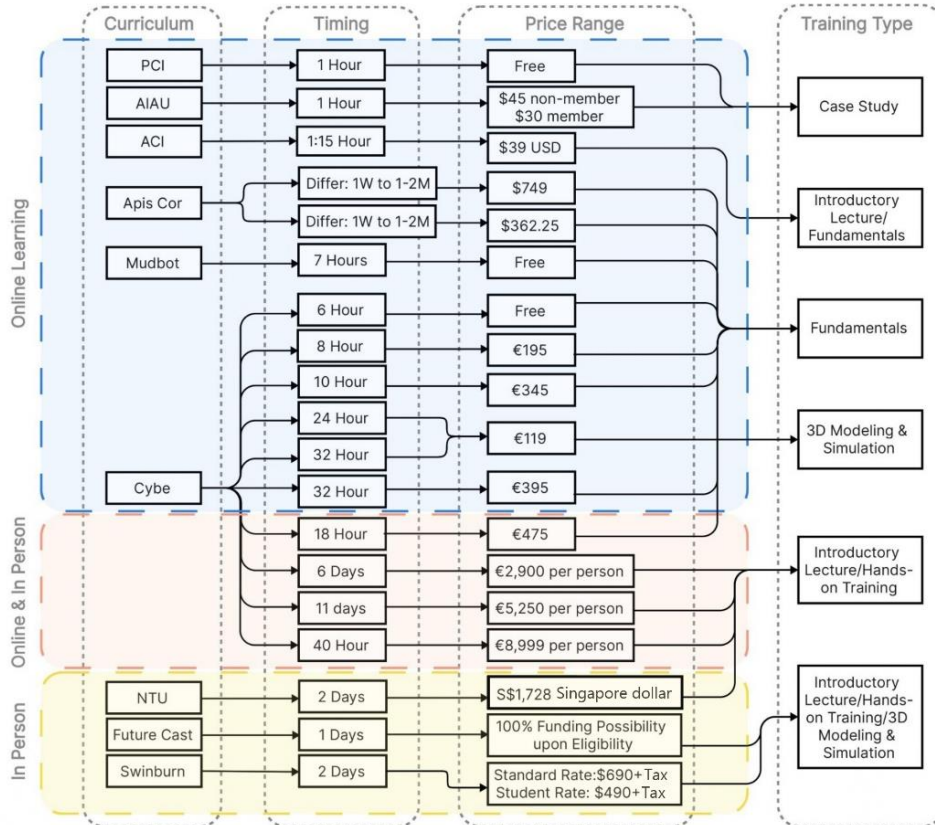 Curriculum
Timing
Price Range
Training Type
Online Learning
PCI
1 Hour
Free
AIAU
1 Hour
$45 non-member
$30 member
Case Study
ACI
1:15 Hour
$39 USD
Apis Cor
Differ: 1W to 1-2M
$749
Differ: 1W to 1-2M
$362.25
Introductory
Lecture/
Fundamentals
Mudbot
7 Hours
Free
6 Hour
Free
Fundamentals
8 Hour
€195
10 Hour
€345
24 Hour
32 Hour
€119
3D Modeling &
Simulation
Cybe
32 Hour
€395
Online & In Person
18 Hour
€475
6 Days
€2,900 per person
Introductory
Lecture/Hands-
on Training
11 days
€5,250 per person
40 Hour
€8,999 per person
In Person
NTU
2 Days
S$1,728 Singapore dollar
Future Cast
1 Days
100% Funding Possibility
upon Eligibility
Introductory
Lecture/Hands-
on Training/3D
Modeling &
Simulation
Swinburn
2 Days
Standard Rate:$690+Tax
Student Rate: $490+Tax